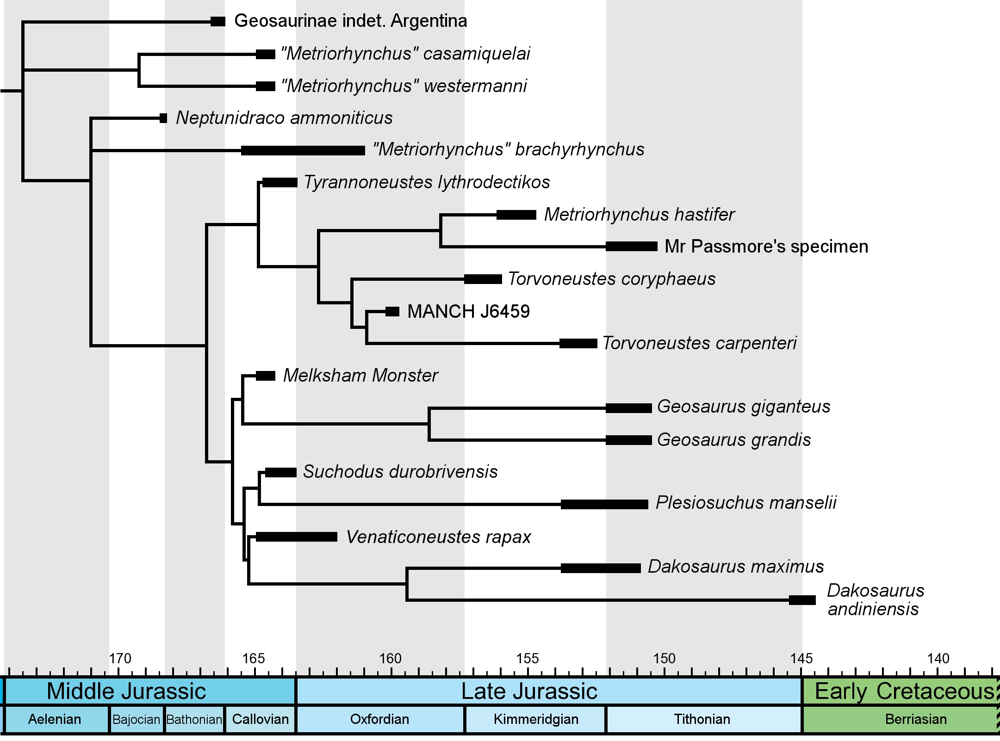 Geosaurinae indet. Argentina
"Metriorhynchus" casamiquelai
"Metriorhynchus" westermanni
Neptunidraco ammoniticus
"Metriorhynchus" brachyrhynchus
Tyrannoneustes lythrodectikos
Metriorhynchus hastifer
Mr Passmore's specimen
Torvoneustes coryphaeus
MANCH J6459
Torvoneustes carpenteri
Melksham Monster
Geosaurus giganteus
Geosaurus grandis
Suchodus durobrivensis
Plesiosuchus manselii
Venaticoneustes rapax
Dakosaurus maximus
Dakosaurus
andiniensis
170 165 160 155 150 145 140
Middle Jurassic Late Jurassic Early Cretaceous
Aelenian Bajocian Bathonian Callovian Oxfordian Kimmeridgian Tithonian Berriasian